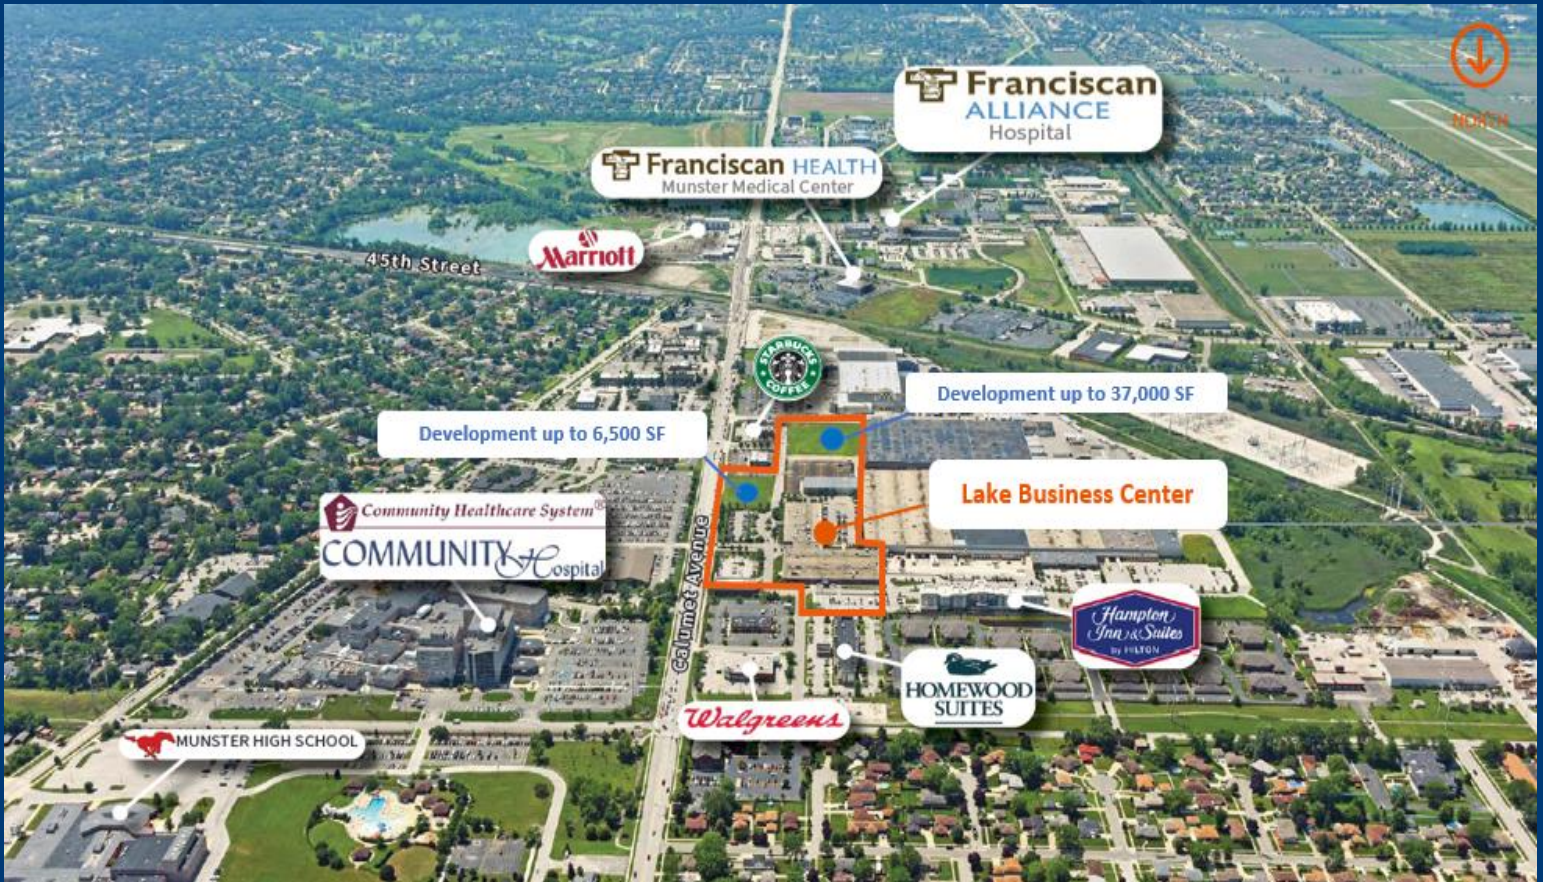 Franciscan
ALLIANCE
Hospital
NORTH
Franciscan HEALTH
Munster Medical Center
Marriott
45th Street
STARBUCKS
COFFEE
Development up to 37,000 SF
Development up to 6,500 SF
Lake Business Center
Community Healthcare System®
COMMUNITY
Hospital
Calumet Avenue
Hampton
Inn & Suites
by HILTON
HOMEWOOD
SUITES
Walgreens
MUNSTER HIGH SCHOOL